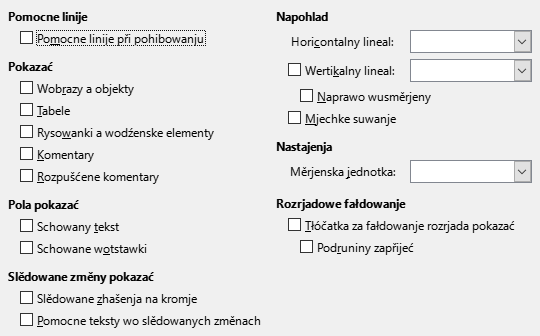 Pomocne linije
Pomocne linije při pohibowanju
Pokazać
Wobrazy a objekty
Tabele
Rysowanki a wodźenske elementy
Komentary
Rozpušćene komentary
Pola pokazać
Schowany tekst
Schowane wotstawki
Slědowane změny pokazać
Slědowane zhašenja na kromje
Pomocne teksty wo slědowanych změnach
Napohlad
Horicontalny lineal:
Wertikalny lineal:
Naprawo wusměrjeny
Mjechke suwanje
Nastajenja
Měrjenska jednotka:
Rozrjadowe fałdowanje
Tłóčatka za fałdowanje rozrjada pokazać
Podruniny zapřijeć